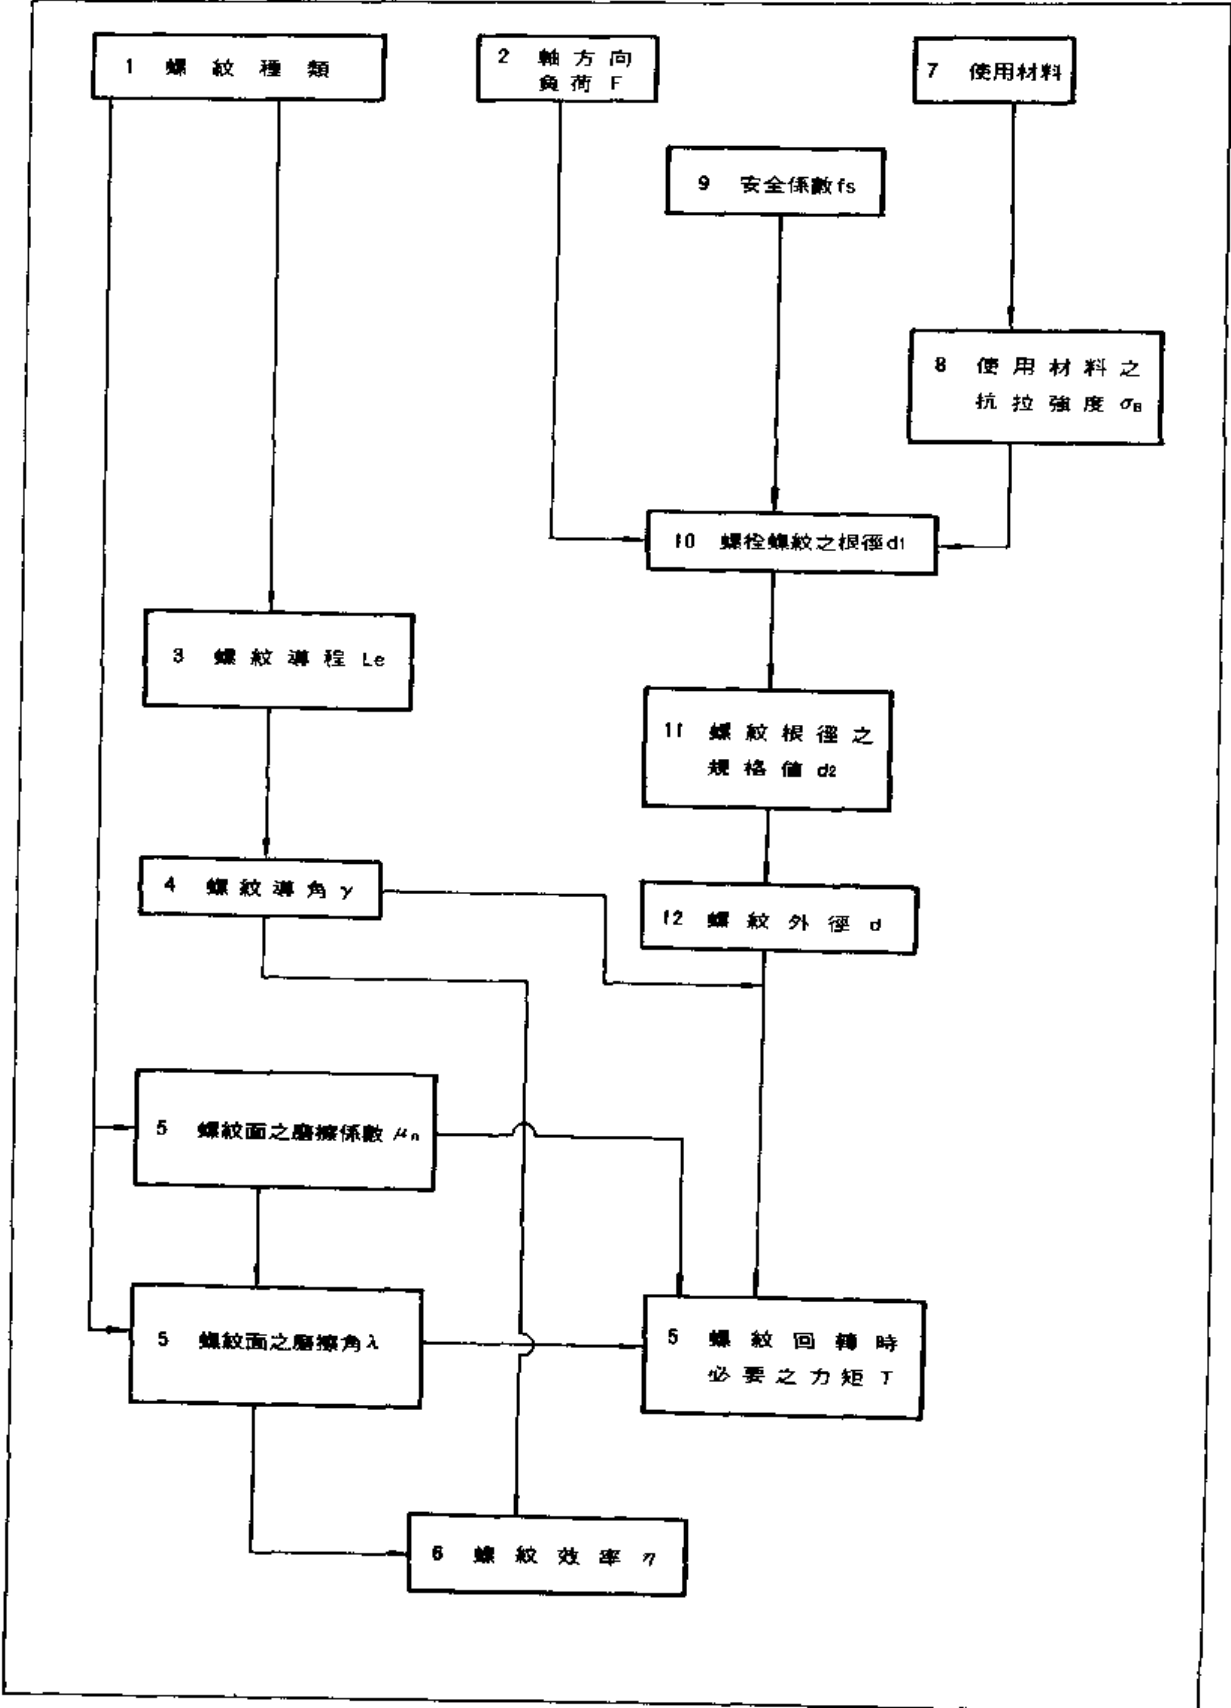 1 螺紋種類
2 軸方向
負荷 F
7 使用材料
9 安全係數fs
8 使用材料之
抗拉強度 σB
10 螺栓螺紋之根徑d1
3 螺紋導程 Le
11 螺紋根徑之
規格值 d2
4 螺紋導角 γ
12 螺紋外徑 d
5 螺紋面之磨擦係數 μn
5 螺紋面之磨擦角 λ
5 螺紋回轉時
必要之力矩 T
6 螺紋效率 η